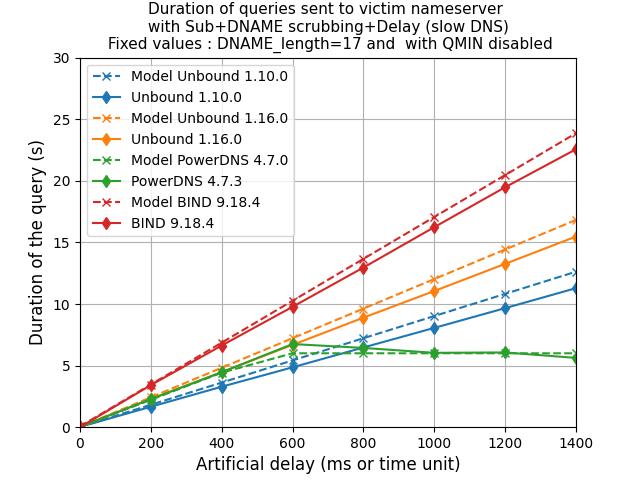 Duration of queries sent to victim nameserver
with Sub+DNAME scrubbing+Delay (slow DNS)
Fixed values : DNAME_length=17 and  with QMIN disabled
30
25
20
15
10
5
0
Duration of the query (s)
Model Unbound 1.10.0
Unbound 1.10.0
Model Unbound 1.16.0
Unbound 1.16.0
Model PowerDNS 4.7.0
PowerDNS 4.7.3
Model BIND 9.18.4
BIND 9.18.4
0 200 400 600 800 1000 1200 1400
Artificial delay (ms or time unit)